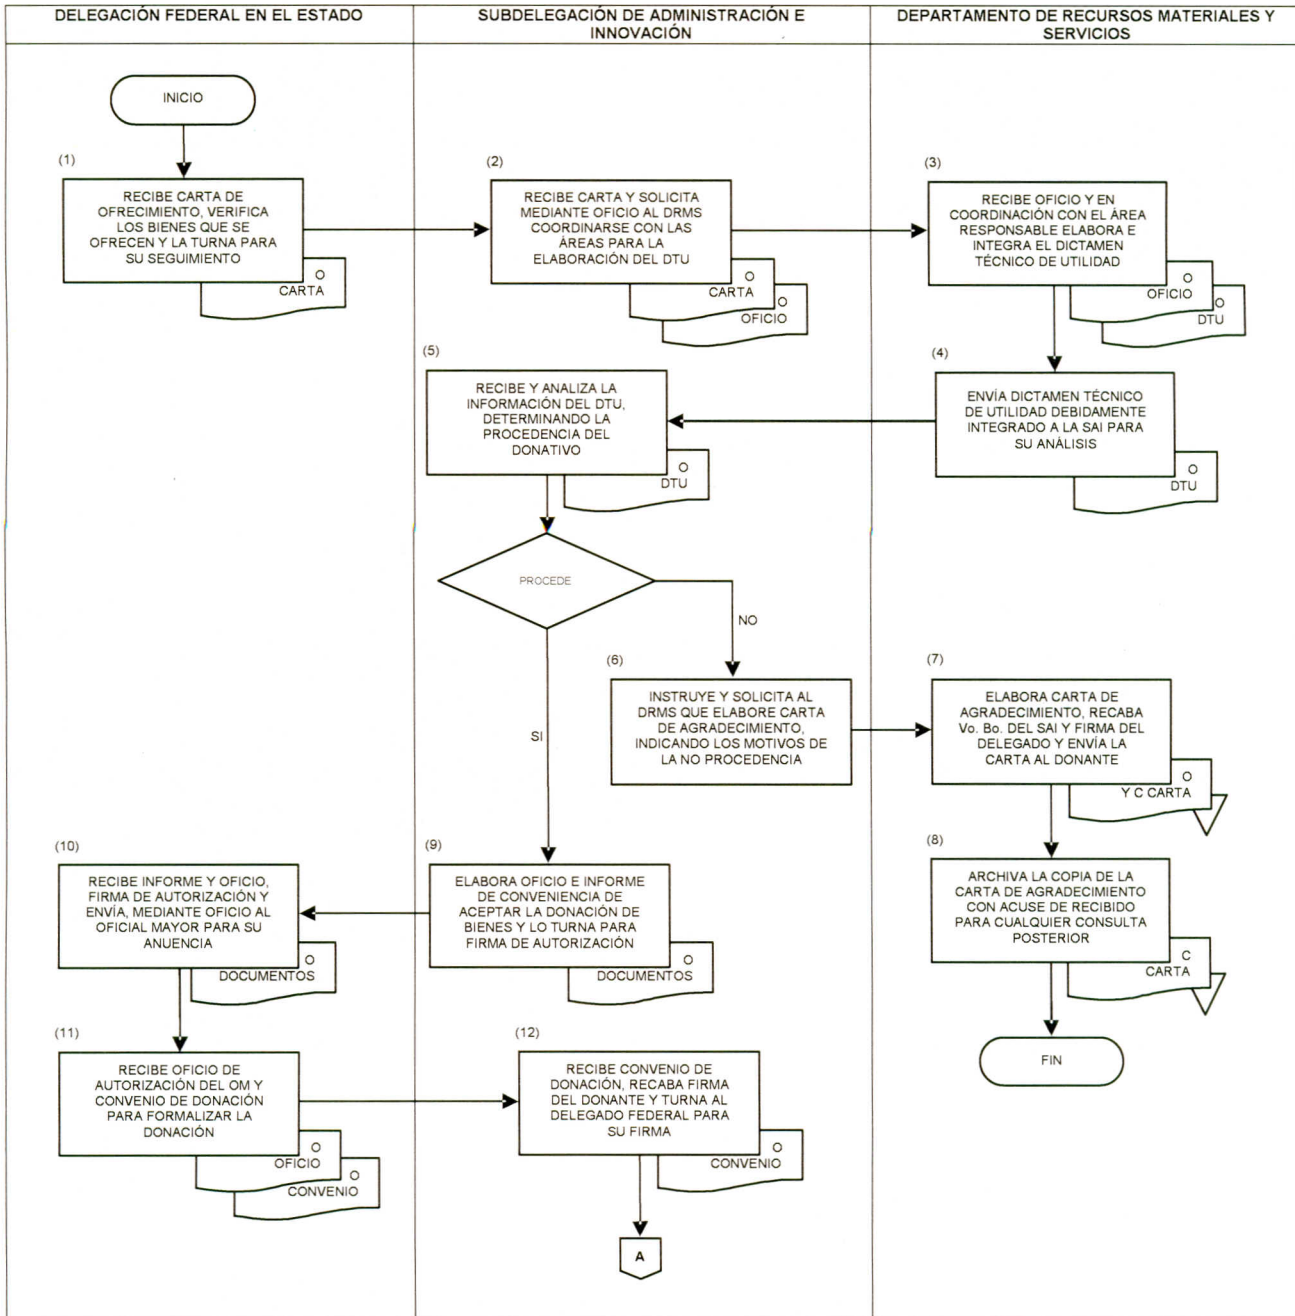 DELEGACIÓN FEDERAL EN EL ESTADO
SUBDELEGACIÓN DE ADMINISTRACIÓN E
INNOVACIÓN
DEPARTAMENTO DE RECURSOS MATERIALES Y
SERVICIOS
INICIO
(1)
RECIBE CARTA DE
OFRECIMIENTO, VERIFICA
LOS BIENES QUE SE
OFRECEN Y LA TURNA PARA
SU SEGUIMIENTO
O
CARTA
(2)
RECIBE CARTA Y SOLICITA
MEDIANTE OFICIO AL DRMS
COORDINARSE CON LAS
ÁREAS PARA LA
ELABORACIÓN DEL DTU
O
CARTA
O
OFICIO
(3)
RECIBE OFICIO Y EN
COORDINACIÓN CON EL ÁREA
RESPONSABLE ELABORA E
INTEGRA EL DICTAMEN
TÉCNICO DE UTILIDAD
O
OFICIO
O
DTU
(4)
ENVÍA DICTAMEN TÉCNICO
DE UTILIDAD DEBIDAMENTE
INTEGRADO A LA SAI PARA
SU ANÁLISIS
O
DTU
(5)
RECIBE Y ANALIZA LA
INFORMACIÓN DEL DTU,
DETERMINANDO LA
PROCEDENCIA DEL
DONATIVO
O
DTU
PROCEDE
NO
SI
(6)
INSTRUYE Y SOLICITA AL
DRMS QUE ELABORE CARTA
DE AGRADECIMIENTO,
INDICANDO LOS MOTIVOS DE
LA NO PROCEDENCIA
(7)
ELABORA CARTA DE
AGRADECIMIENTO, RECABA
Vo. Bo. DEL SAI Y FIRMA DEL
DELEGADO Y ENVÍA LA
CARTA AL DONANTE
O
Y C CARTA
(8)
ARCHIVA LA COPIA DE LA
CARTA DE AGRADECIMIENTO
CON ACUSE DE RECIBIDO
PARA CUALQUIER CONSULTA
POSTERIOR
C
CARTA
FIN
(9)
ELABORA OFICIO E INFORME
DE CONVENIENCIA DE
ACEPTAR LA DONACIÓN DE
BIENES Y LO TURNA PARA
FIRMA DE AUTORIZACIÓN
O
DOCUMENTOS
(10)
RECIBE INFORME Y OFICIO,
FIRMA DE AUTORIZACIÓN Y
ENVÍA, MEDIANTE OFICIO AL
OFICIAL MAYOR PARA SU
ANUENCIA
O
DOCUMENTOS
(11)
RECIBE OFICIO DE
AUTORIZACIÓN DEL OM Y
CONVENIO DE DONACIÓN
PARA FORMALIZAR LA
DONACIÓN
O
OFICIO
O
CONVENIO
(12)
RECIBE CONVENIO DE
DONACIÓN, RECABA FIRMA
DEL DONANTE Y TURNA AL
DELEGADO FEDERAL PARA
SU FIRMA
O
CONVENIO
A